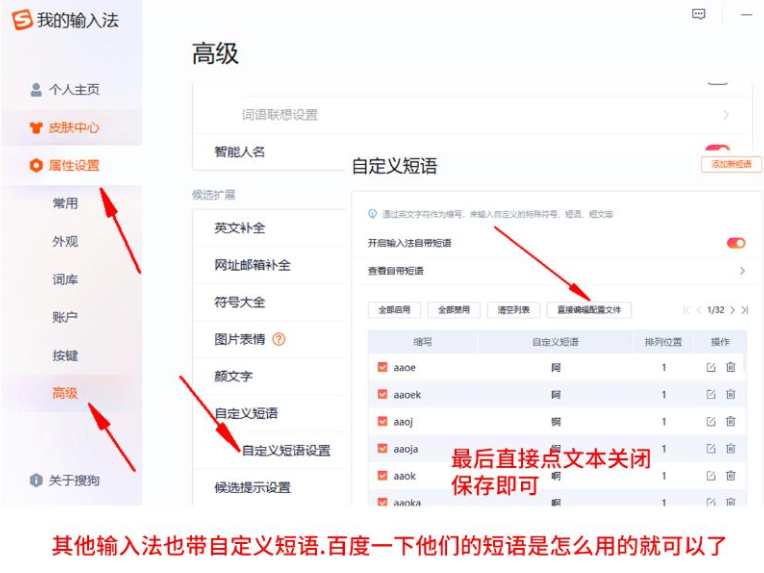 我的输入法
个人主页
皮肤中心
属性设置
常用
外观
词库
账户
按键
高级
关于搜狗
高级
词语联想设置
智能人名
候选扩展
英文补全
网址邮箱补全
符号大全
图片表情
颜文字
自定义短语
自定义短语设置
候选提示设置
自定义短语
添加新短语
通过英文字符作为缩写，来输入自定义的特殊符号、短语、短文等
开启输入法自带短语
查看自带短语
全部启用 全部禁用 清空列表 直接编辑配置文件 1/32
缩写 自定义短语 排列位置 操作
aaoe 阿 1
aaoek 阿 1
aaoj 锕 1
aaoja 锕 1
aaok 啊 1
aaoka 啊 1
最后直接点文本关闭
保存即可
其他输入法也带自定义短语.百度一下他们的短语是怎么用的就可以了